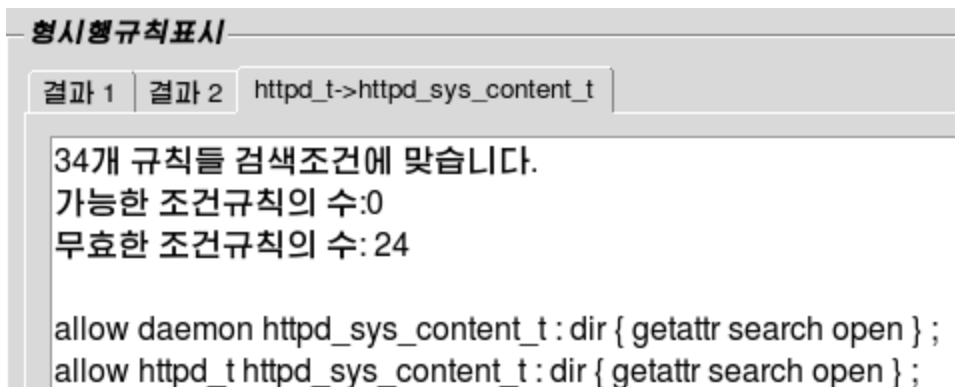 형시행규칙표시
결과 1 결과 2 httpd_t->httpd_sys_content_t
34개 규칙들 검색조건에 맞습니다.
가능한 조건규칙의 수:0
무효한 조건규칙의 수: 24
allow daemon httpd_sys_content_t : dir { getattr search open } ;
allow httpd_t httpd_sys_content_t : dir { getattr search open } ;